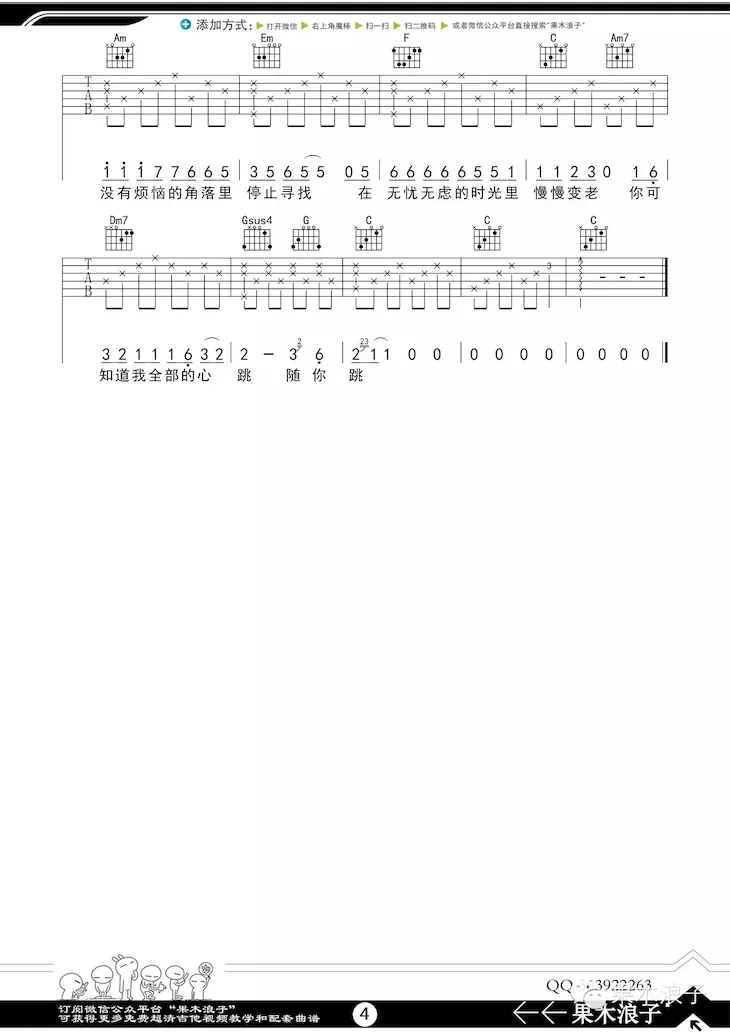 添加方式: ▶打开微信 ▶右上角魔棒 ▶扫一扫 ▶扫二维码 ▶或者微信公众平台直接搜索"果木浪子"
Am Em F C Am7
T A B
1 1 1 7 7 6 6 5 3 5 6 5 5 0 5 6 6 6 6 6 5 5 1 1 1 2 3 0 1 6
没有烦恼的角落里 停止寻找 在 无忧无虑的时光里 慢慢变老 你可
Dm7 Gsus4 G C C C
T A B 3
3 2 1 1 1 6 3 2 2 - 2 3 6 23 2 1 1 0 0 0 0 0 0 0 0 0 0
知道我全部的心 跳 随你 跳
3922263
订阅微信公众平台“果木浪子”
可获得更多免费超清吉他视频教学和配套曲谱
4
果木浪子
果木浪子